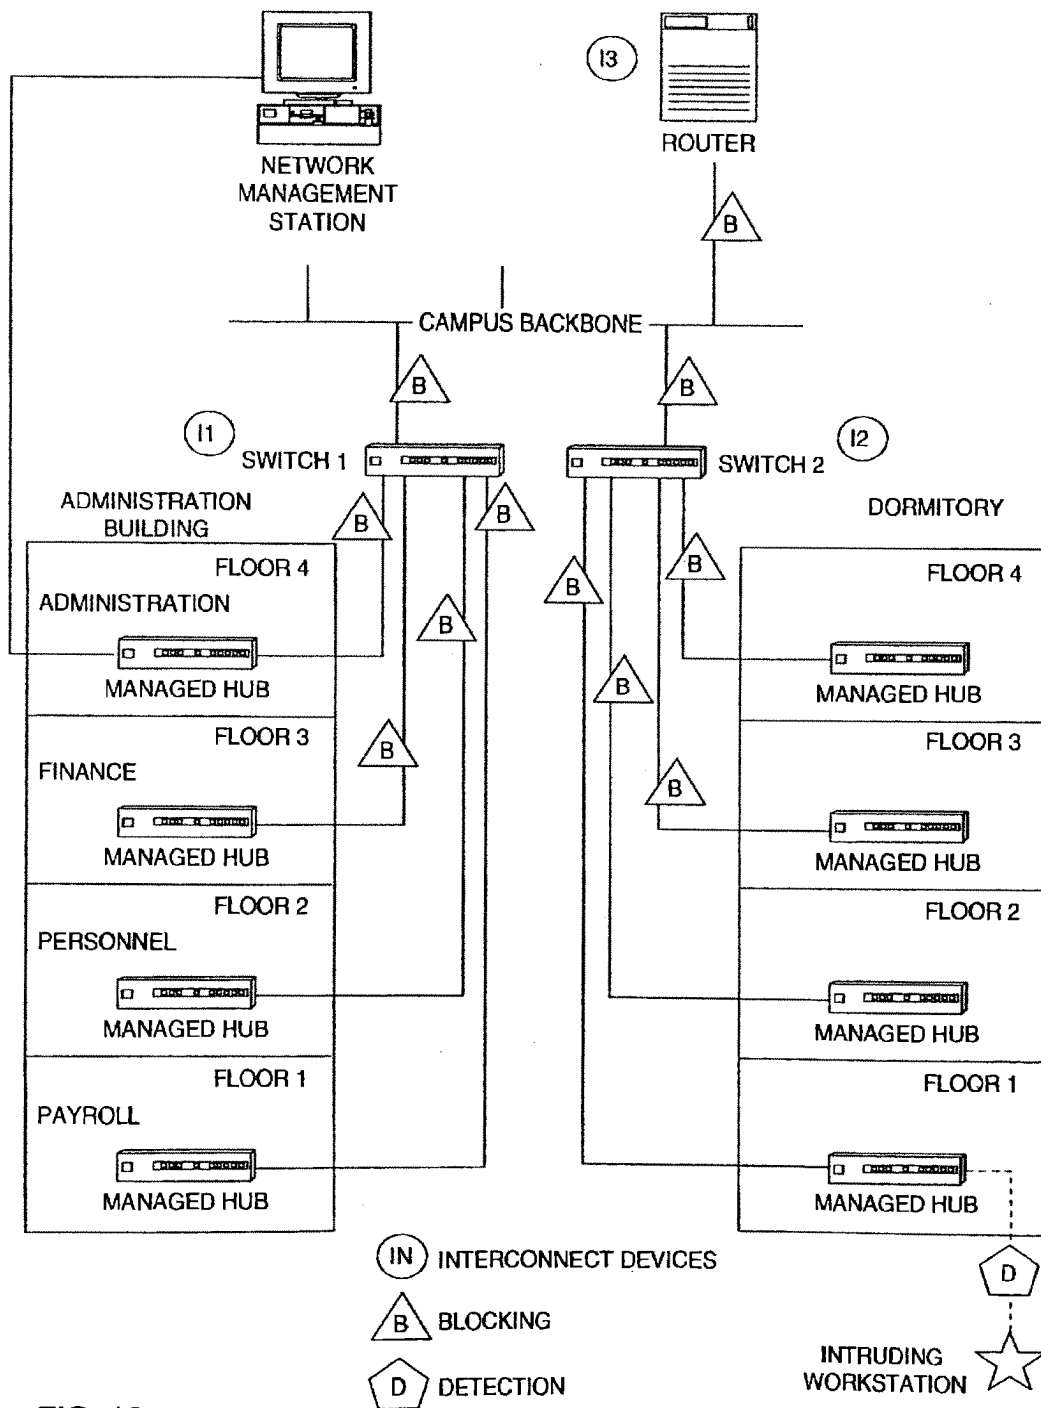 I3
ROUTER
NETWORK
MANAGEMENT
STATION
B
CAMPUS BACKBONE
B
B
I1
SWITCH 1
I2
SWITCH 2
ADMINISTRATION
BUILDING
DORMITORY
B
B
B
B
B
B
B
B
FLOOR 4
ADMINISTRATION
MANAGED HUB
FLOOR 3
FINANCE
MANAGED HUB
FLOOR 2
PERSONNEL
MANAGED HUB
FLOOR 1
PAYROLL
MANAGED HUB
FLOOR 4
MANAGED HUB
FLOOR 3
MANAGED HUB
FLOOR 2
MANAGED HUB
FLOOR 1
MANAGED HUB
D
INTRUDING
WORKSTATION
IN INTERCONNECT DEVICES
B BLOCKING
D DETECTION